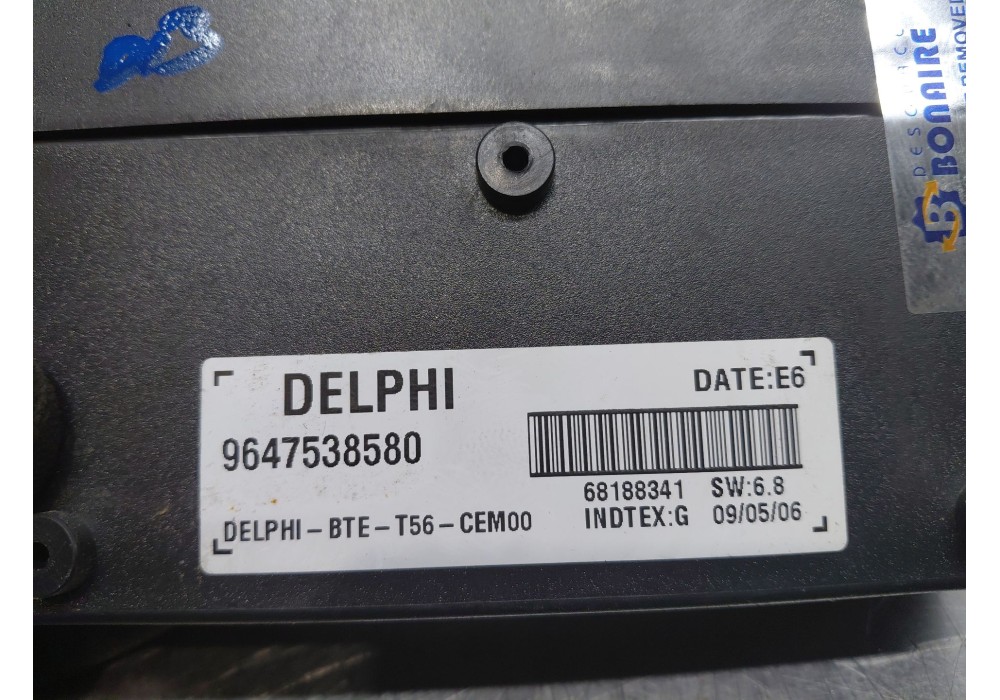 BONAIRE
DELPHI
DATE:E6
9647538580
68188341 SW:6.8
DELPHI-BTE-T56-CEM00
INDTEX:G 09/05/06